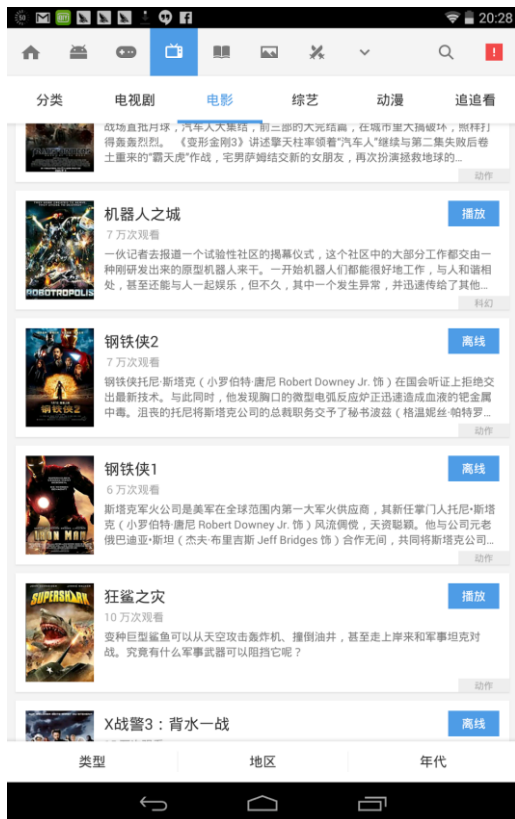 20:28
分类 电视剧 电影 综艺 动漫 追追看
战场直抵月球，汽车人大集结，前三部的大完结篇，在城市里大搞破坏，照样打
得轰轰烈烈。 《变形金刚3》讲述擎天柱率领着“汽车人”继续与第二集失败后卷
土重来的“霸天虎”作战，宅男萨姆结交新的女朋友，再次扮演拯救地球的...
动作
机器人之城
播放
7 万次观看
一伙记者去报道一个试验性社区的揭幕仪式，这个社区中的大部分工作都交由一
种刚研发出来的原型机器人来干。一开始机器人们都能很好地工作，与人和谐相
处，甚至还能与人一起娱乐，但不久，其中一个发生异常，并迅速传给了其他...
ROBOTROPOLIS
科幻
钢铁侠2
离线
7 万次观看
钢铁侠托尼·斯塔克（小罗伯特·唐尼 Robert Downey Jr. 饰）在国会听证上拒绝交
出最新技术。与此同时，他发现胸口的微型电弧反应炉正迅速造成血液的钯金属
中毒。沮丧的托尼将斯塔克公司的总裁职务交予了秘书波兹（格温妮丝·帕特罗...
钢铁侠2
动作
钢铁侠1
离线
6 万次观看
斯塔克军火公司是美军在全球范围内第一大军火供应商，其新任掌门人托尼•斯塔
克（小罗伯特·唐尼 Robert Downey Jr. 饰）风流倜傥，天资聪颖。他与公司元老
俄巴迪亚•斯坦（杰夫·布里吉斯 Jeff Bridges 饰）合作无间，共同将斯塔克公司...
IRON MAN
动作
狂鲨之灾
播放
10 万次观看
变种巨型鲨鱼可以从天空攻击轰炸机、撞倒油井，甚至走上岸来和军事坦克对
战。究竟有什么军事武器可以阻挡它呢？
SUPERSHARK
动作
X战警3：背水一战
离线
类型 地区 年代